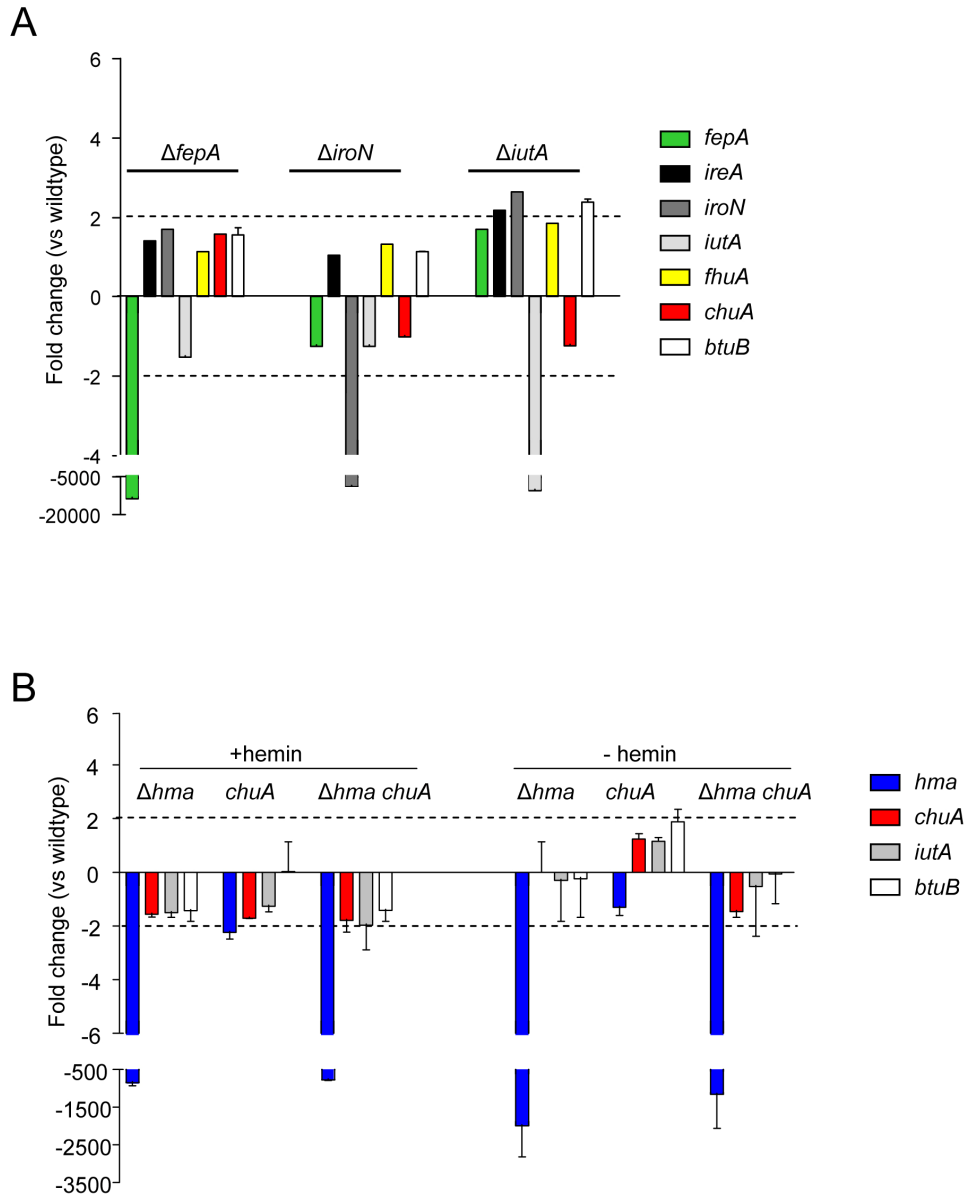 A
6
4
2
0
-2
-4
-5000
-20000
Fold change (vs wildtype)
ΔfepA
ΔiroN
ΔiutA
fepA
ireA
iroN
iutA
fhuA
chuA
btuB
B
6
4
2
0
-2
-4
-6
-500
-1500
-2500
-3500
Fold change (vs wildtype)
+hemin
- hemin
Δhma chuA Δhma chuA
Δhma chuA Δhma chuA
hma
chuA
iutA
btuB